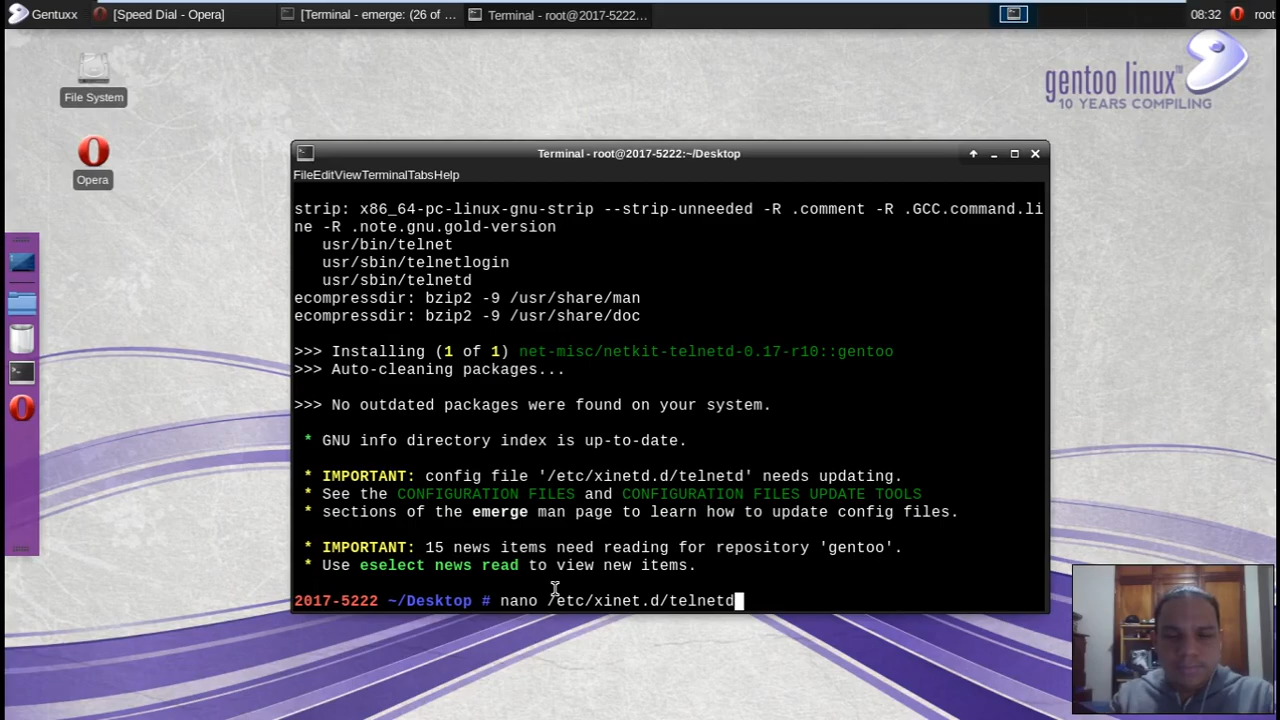 Gentuxx
[Speed Dial - Opera]
[Terminal - emerge: (26 of ...
Terminal - root@2017-5222...
08:32
root
File System
Opera
gentoo linux™
10 YEARS COMPILING
Terminal - root@2017-5222:~/Desktop
FileEditViewTerminalTabsHelp
strip: x86_64-pc-linux-gnu-strip --strip-unneeded -R .comment -R .GCC.command.li
ne -R .note.gnu.gold-version
usr/bin/telnet
usr/sbin/telnetlogin
usr/sbin/telnetd
ecompressdir: bzip2 -9 /usr/share/man
ecompressdir: bzip2 -9 /usr/share/doc
>>> Installing (1 of 1) net-misc/netkit-telnetd-0.17-r10::gentoo
>>> Auto-cleaning packages...
>>> No outdated packages were found on your system.
* GNU info directory index is up-to-date.
* IMPORTANT: config file '/etc/xinetd.d/telnetd' needs updating.
* See the CONFIGURATION FILES and CONFIGURATION FILES UPDATE TOOLS
* sections of the emerge man page to learn how to update config files.
* IMPORTANT: 15 news items need reading for repository 'gentoo'.
* Use eselect news read to view new items.
2017-5222 ~/Desktop # nano /etc/xinet.d/telnetd